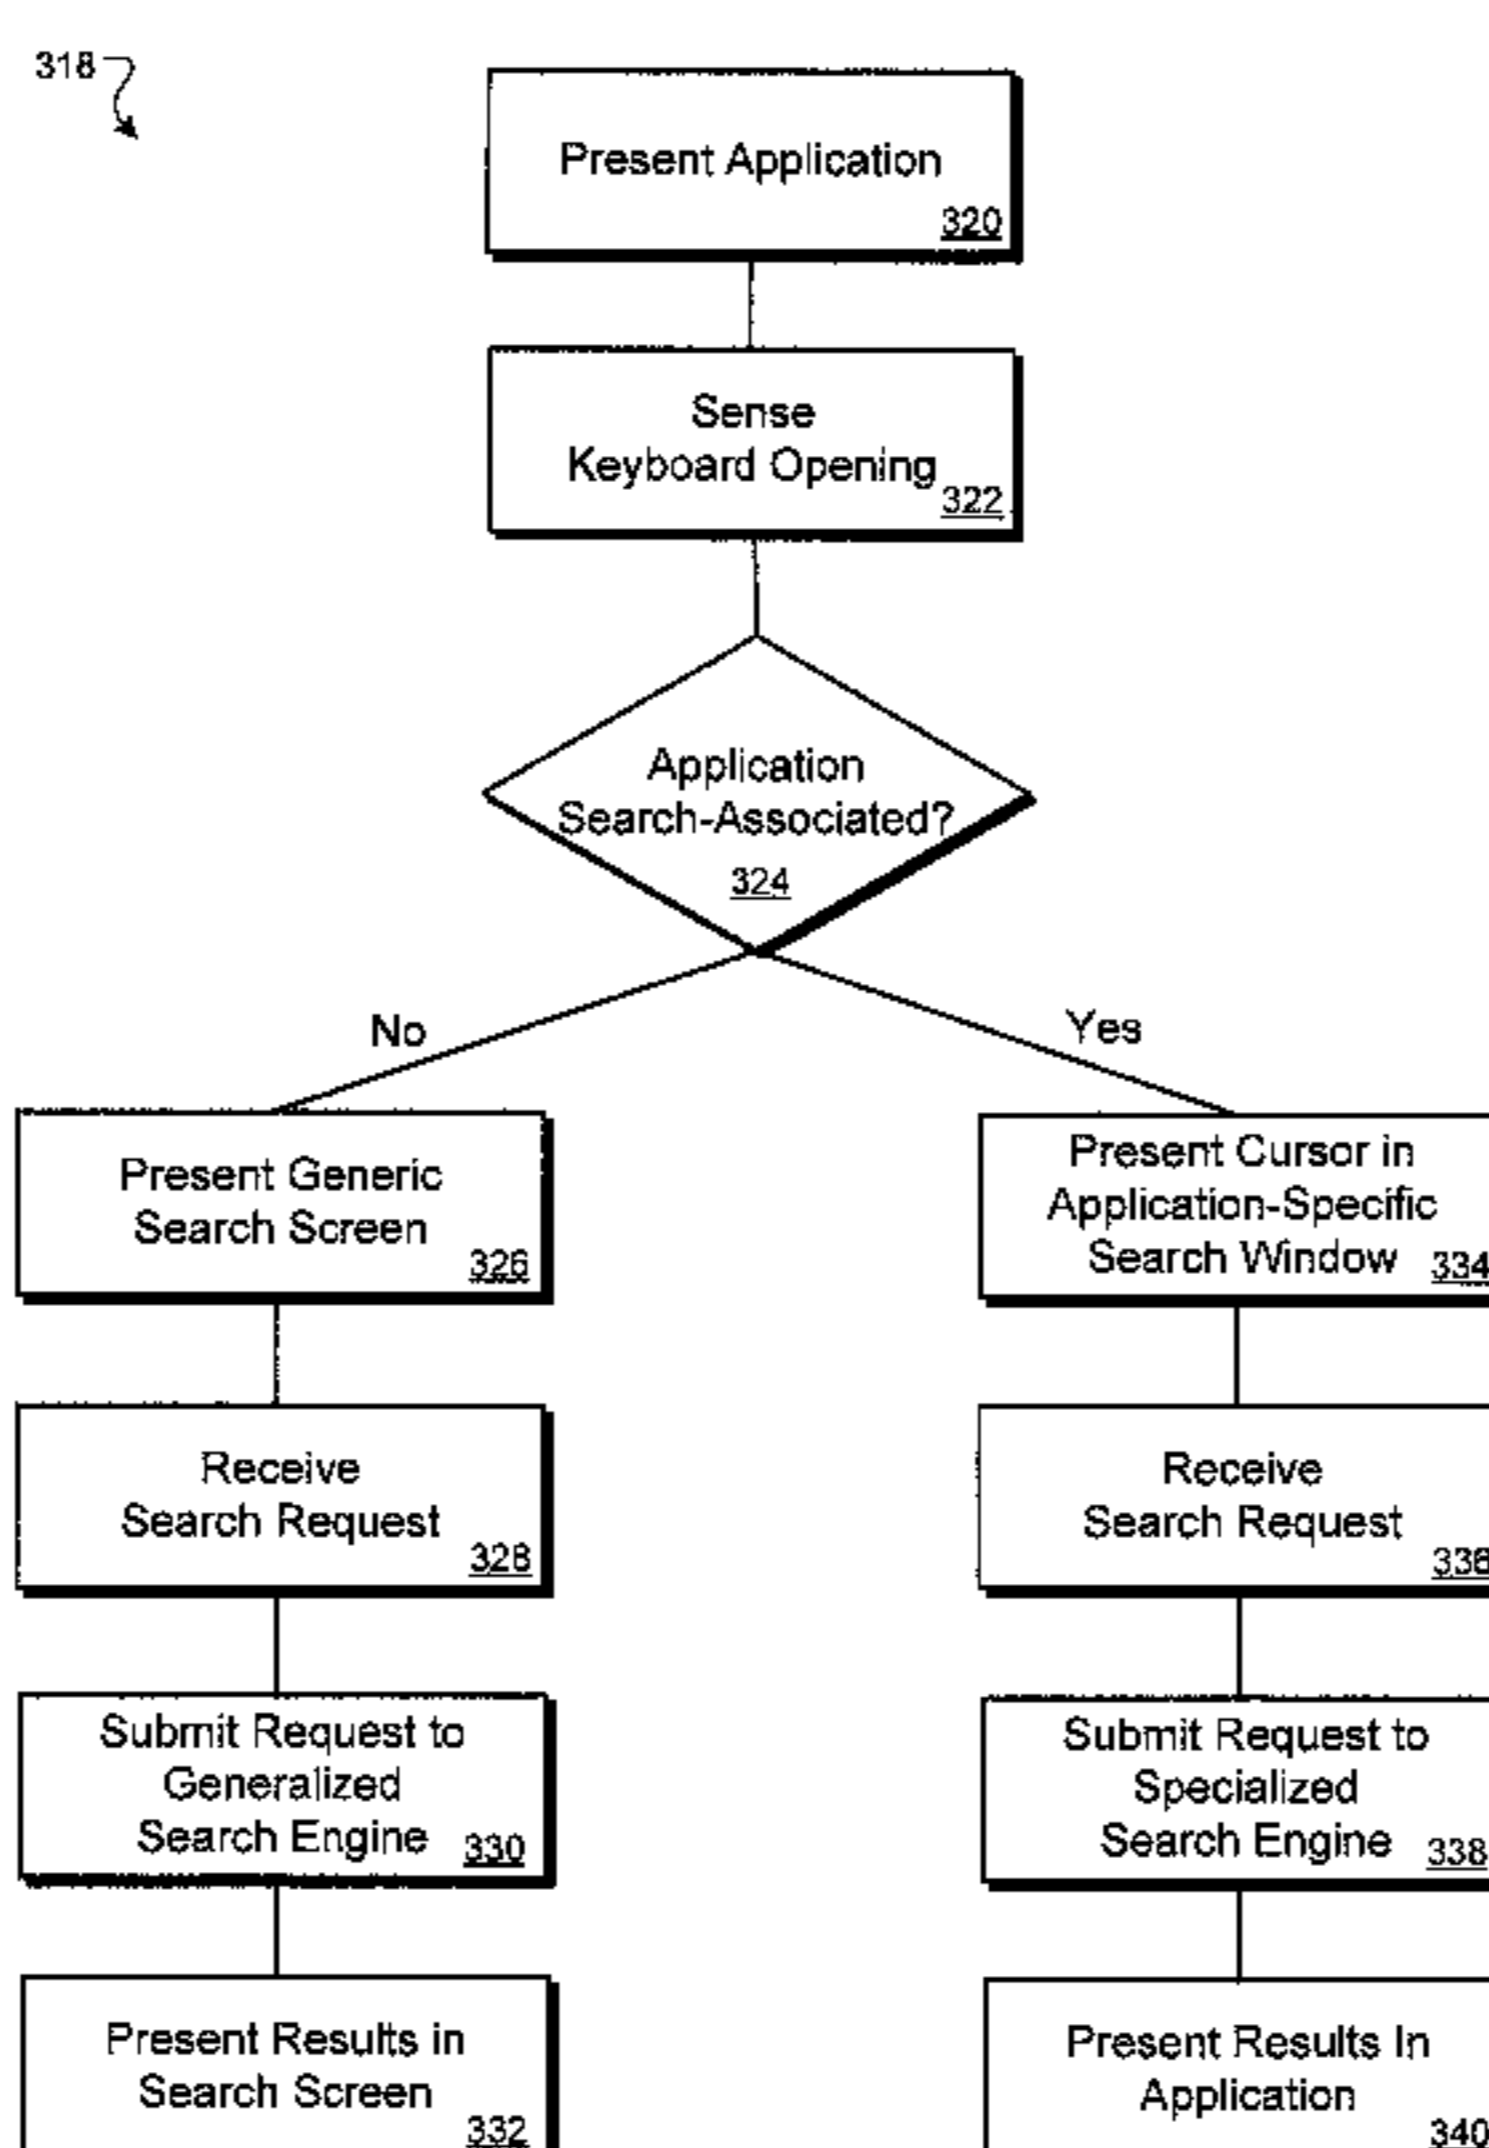 318
Present Application
320
Sense
Keyboard Opening
322
Application
Search-Associated?
324
No
Yes
Present Generic
Search Screen
326
Present Cursor in
Application-Specific
Search Window
334
Receive
Search Request
328
Receive
Search Request
336
Submit Request to
Generalized
Search Engine
330
Submit Request to
Specialized
Search Engine
338
Present Results in
Search Screen
332
Present Results In
Application
340